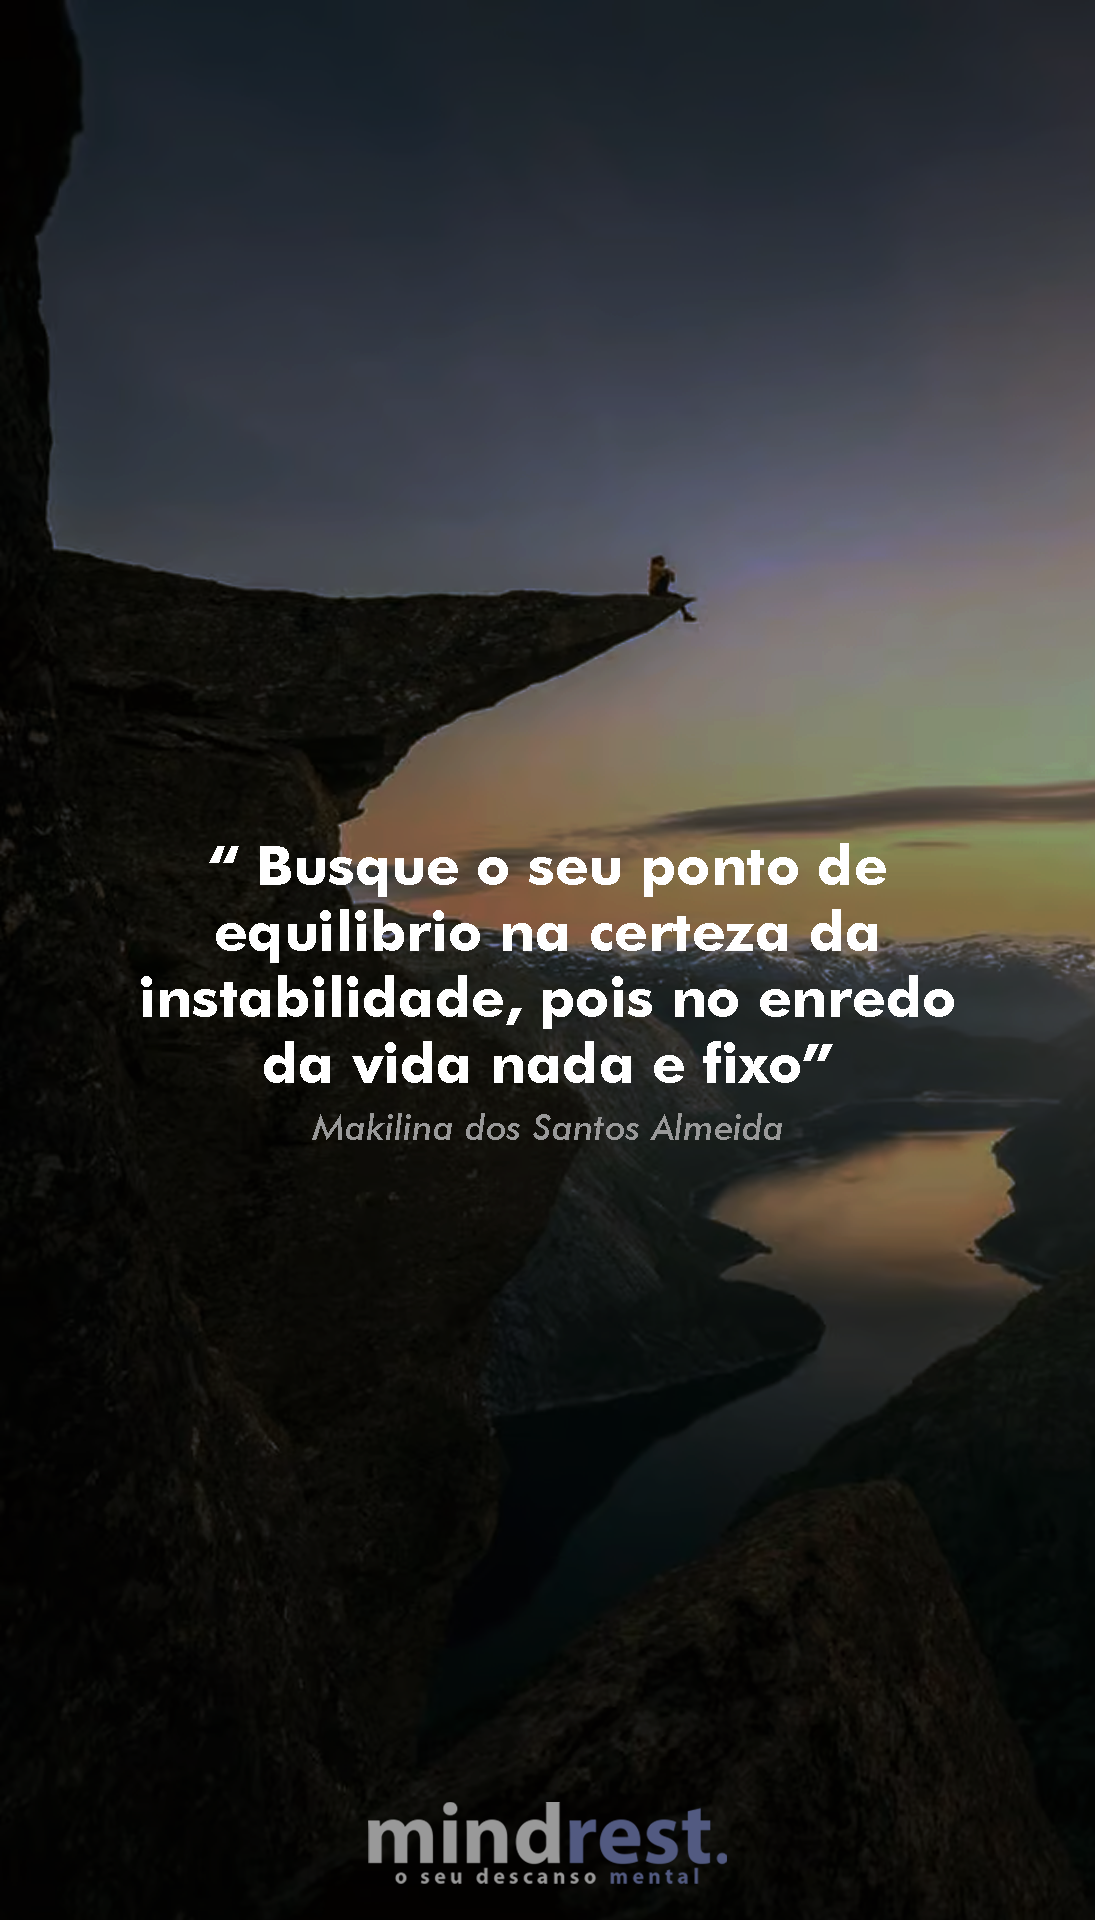 “ Busque o seu ponto de
equilibrio na certeza da
instabilidade, pois no enredo
da vida nada e fixo”
Makilina dos Santos Almeida
mindrest.
o seu descanso mental